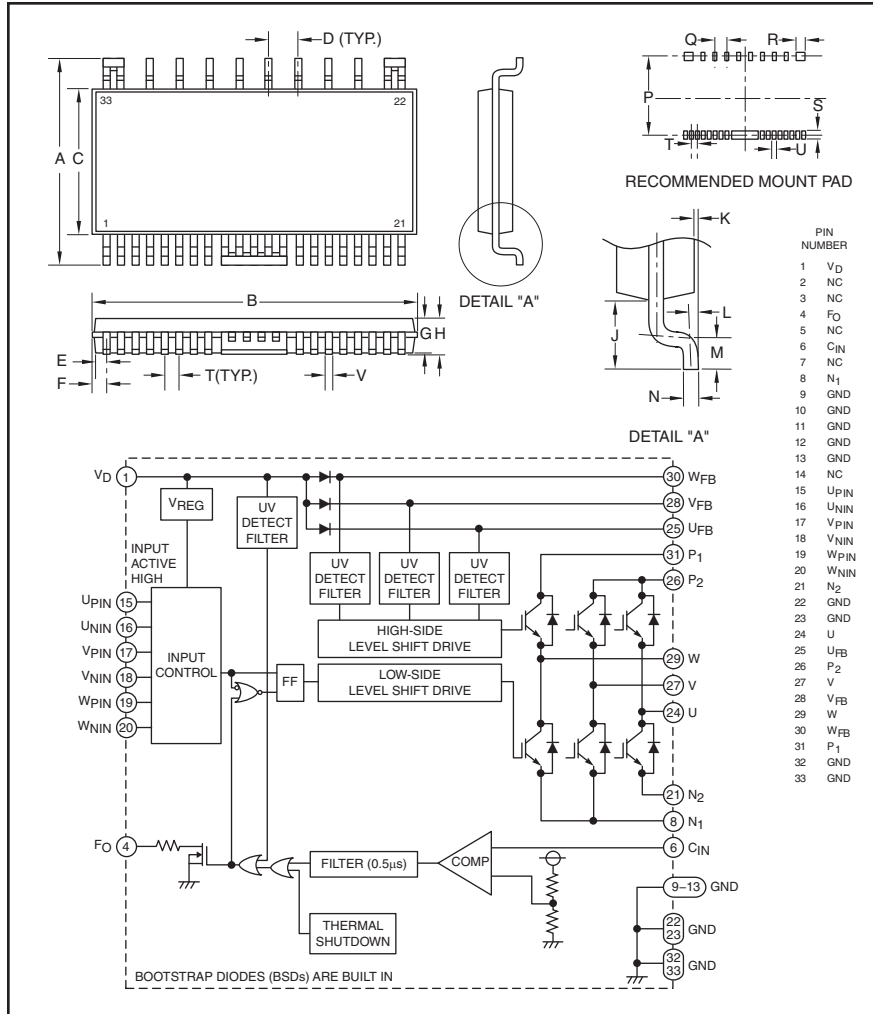 D (TYP.)
33
22
A
C
1
21
DETAIL "A"
B
G
H
E
F
T(TYP.)
V
Q
R
P
S
T
U
RECOMMENDED MOUNT PAD
K
J
L
M
N
DETAIL "A"
PIN
NUMBER
1 VD
2 NC
3 NC
4 FO
5 NC
6 CIN
7 NC
8 N1
9 GND
10 GND
11 GND
12 GND
13 GND
14 NC
15 UPIN
16 UNIN
17 VPIN
18 VNIN
19 WPIN
20 WNIN
21 N2
22 GND
23 GND
24 U
25 UFB
26 P2
27 V
28 VFB
29 W
30 WFB
31 P1
32 GND
33 GND
VD 1
VREG
UV
DETECT
FILTER
INPUT
ACTIVE
HIGH
UPIN 15
UNIN 16
VPIN 17
VNIN 18
WPIN 19
WNIN 20
INPUT
CONTROL
UV
DETECT
FILTER
UV
DETECT
FILTER
UV
DETECT
FILTER
HIGH-SIDE
LEVEL SHIFT DRIVE
FF
LOW-SIDE
LEVEL SHIFT DRIVE
30 WFB
28 VFB
25 UFB
31 P1
26 P2
29 W
27 V
24 U
21 N2
8 N1
6 CIN
FO 4
FILTER (0.5µs)
COMP
THERMAL
SHUTDOWN
9–13 GND
22
23 GND
32
33 GND
BOOTSTRAP DIODES (BSDs) ARE BUILT IN